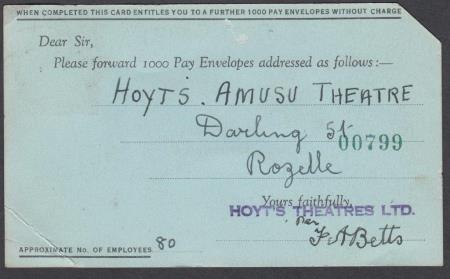 WHEN COMPLETED THIS CARD ENTITLES YOU TO A FURTHER 1000 PAY ENVELOPES WITHOUT CHARGE
Dear Sir,
Please forward 1000 Pay Envelopes addressed as follows:—
HOYTS. AMUSU THEATRE
Darling St
00799
Rozelle
Yours faithfully,
HOYT'S THEATRES LTD.
per
F A Betts
APPROXIMATE NO. OF EMPLOYEES 80